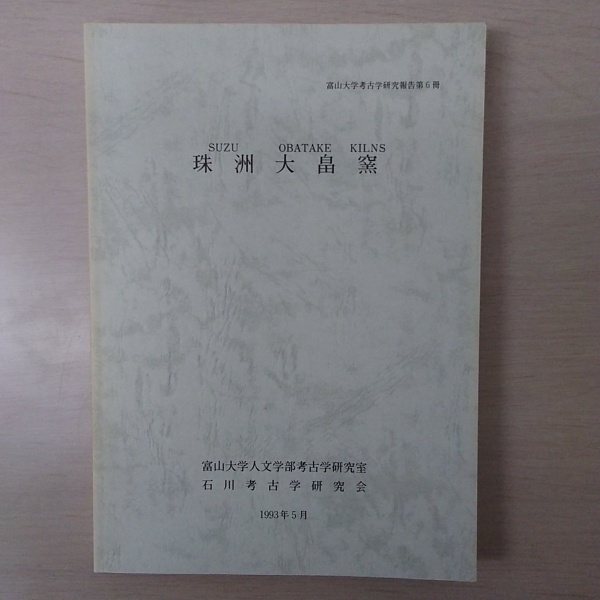 富山大学考古学研究報告第6冊
SUZU OBATAKE KILNS
珠洲大畠窯
富山大学人文学部考古学研究室
石川考古学研究会
1993年5月